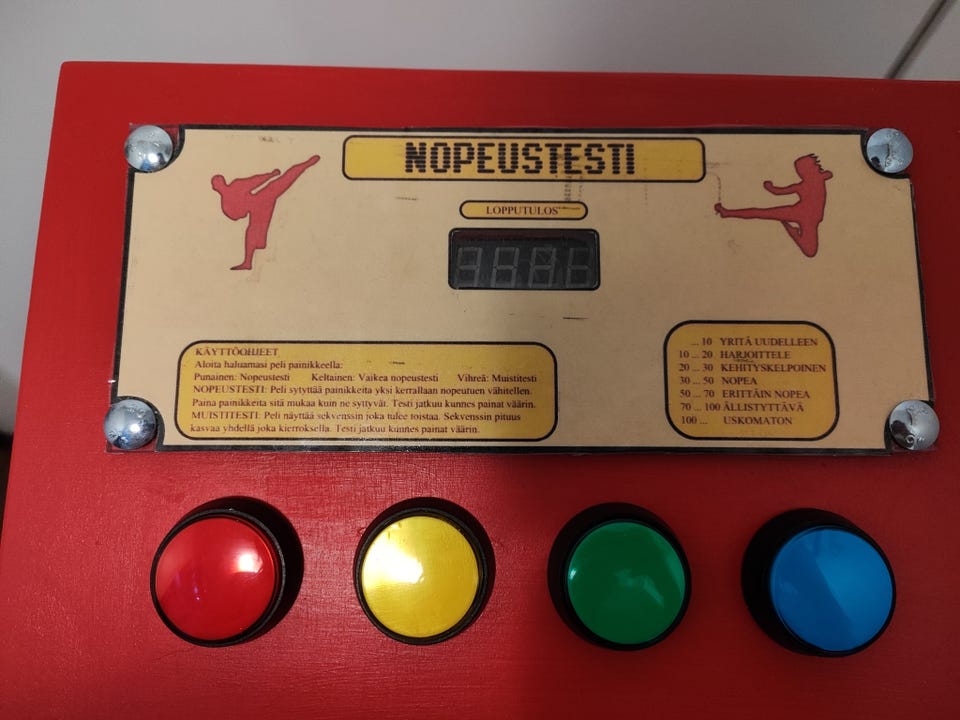 NOPEUSTESTI
LOPPUTULOS
KÄYTTÖOHJEET
Aloita haluamasi peli painikkeella:
Punainen: Nopeustesti Keltainen: Vaikea nopeustesti Vihreä: Muistitesti
NOPEUSTESTI: Peli sytyttää painikkeita yksi kerrallaan nopeutuen vähitellen.
Paina painikkeita sitä mukaa kuin ne syttyvät. Testi jatkuu kunnes painat väärin.
MUISTITESTI: Peli näyttää sekvenssin joka tulee toistaa. Sekvenssin pituus
kasvaa yhdellä joka kierroksella. Testi jatkuu kunnes painat väärin.
... 10 YRITÄ UUDELLEEN
10 ... 20 HARJOITTELE
20 ... 30 KEHITYSKELPOINEN
30 ... 50 NOPEA
50 ... 70 ERITTÄIN NOPEA
70 ... 100 ÄLLISTYTTÄVÄ
100 ... USKOMATON